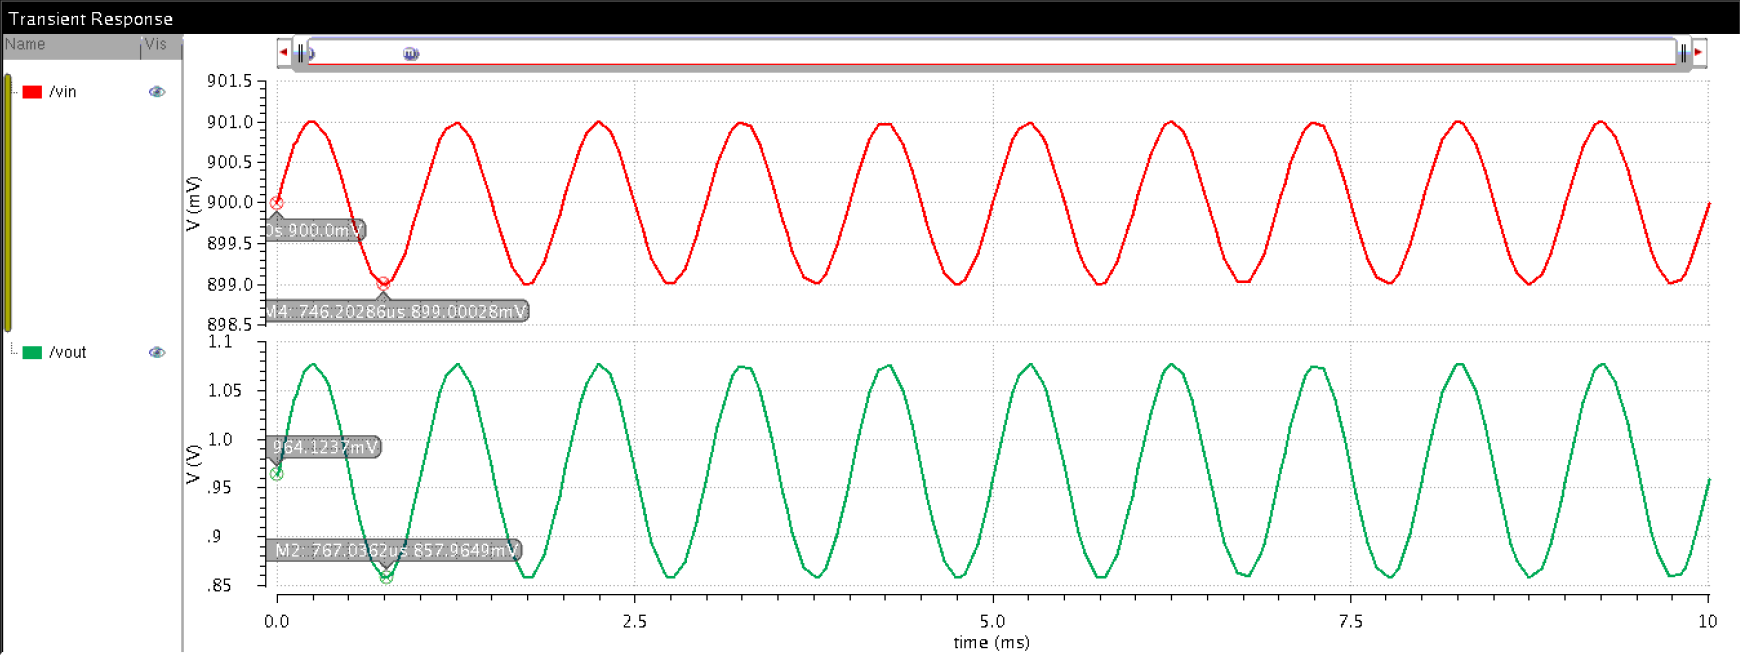 Transient Response
Name Vis
/vin
901.5
901.0
900.5
900.0
899.5
899.0
898.5
V (mV)
0s 900.0mV
M4: 746.20286us 899.00028mV
/vout
1.1
1.05
1.0
.95
.9
.85
V (V)
964.1237mV
M2: 767.0362us 857.9649mV
0.0 2.5 5.0 7.5 10
time (ms)